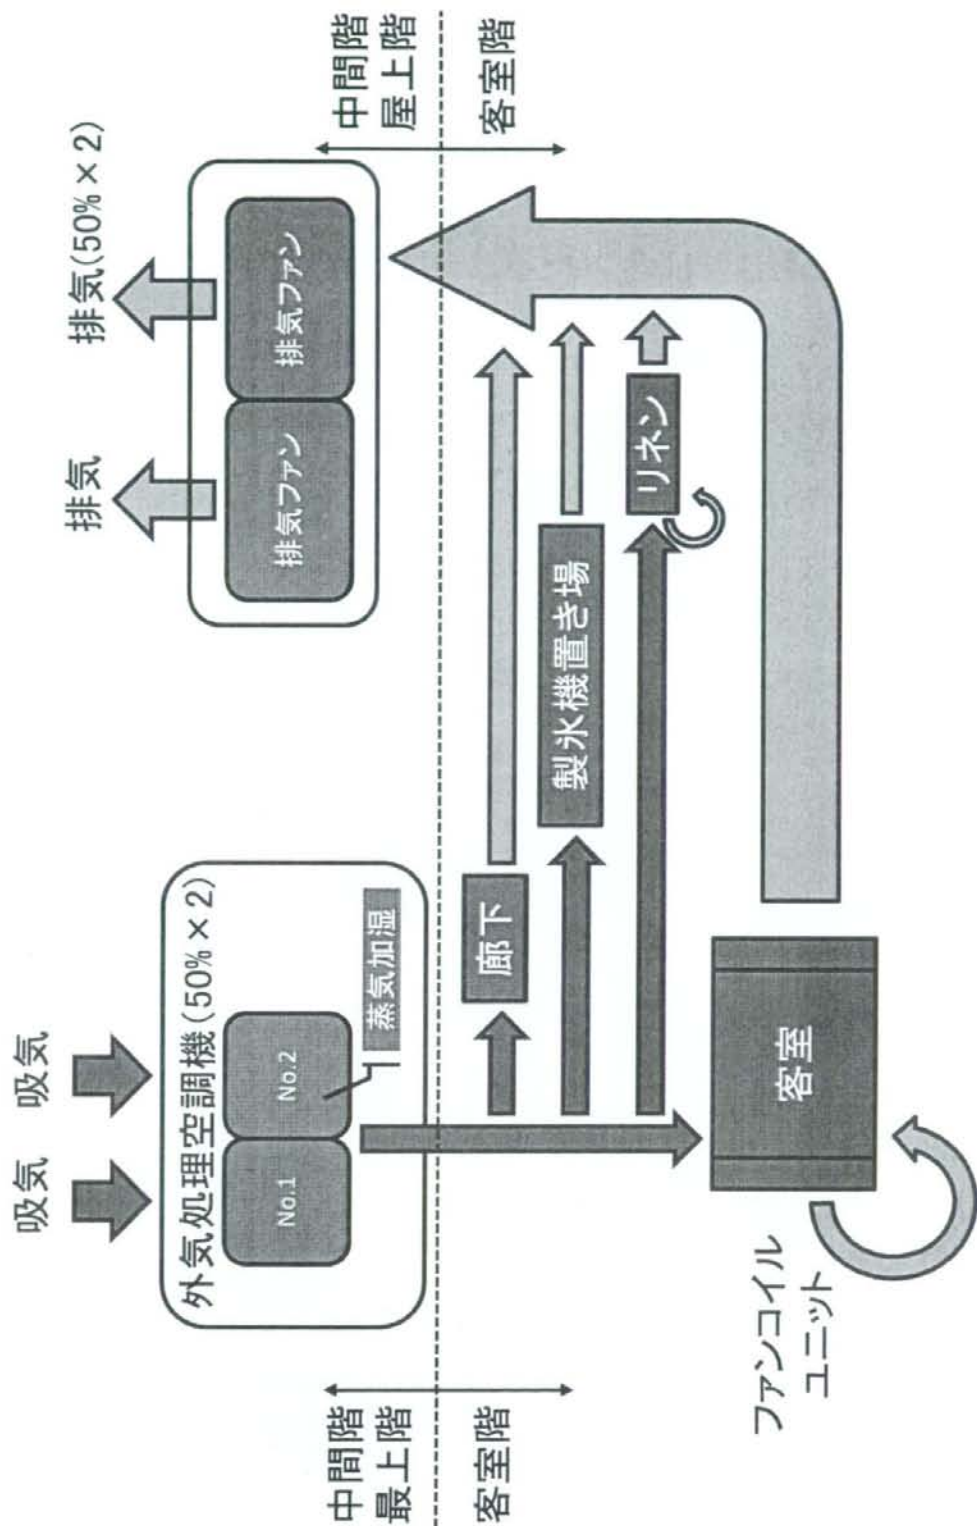 吸気
吸気
排気
排気(50%×2)
外気処理空調機(50%×2)
No.1
No.2
蒸気加湿
排気ファン
排気ファン
中間階
最上階
客室階
中間階
屋上階
客室階
廊下
製氷機置き場
リネン
客室
ファンコイル
ユニット